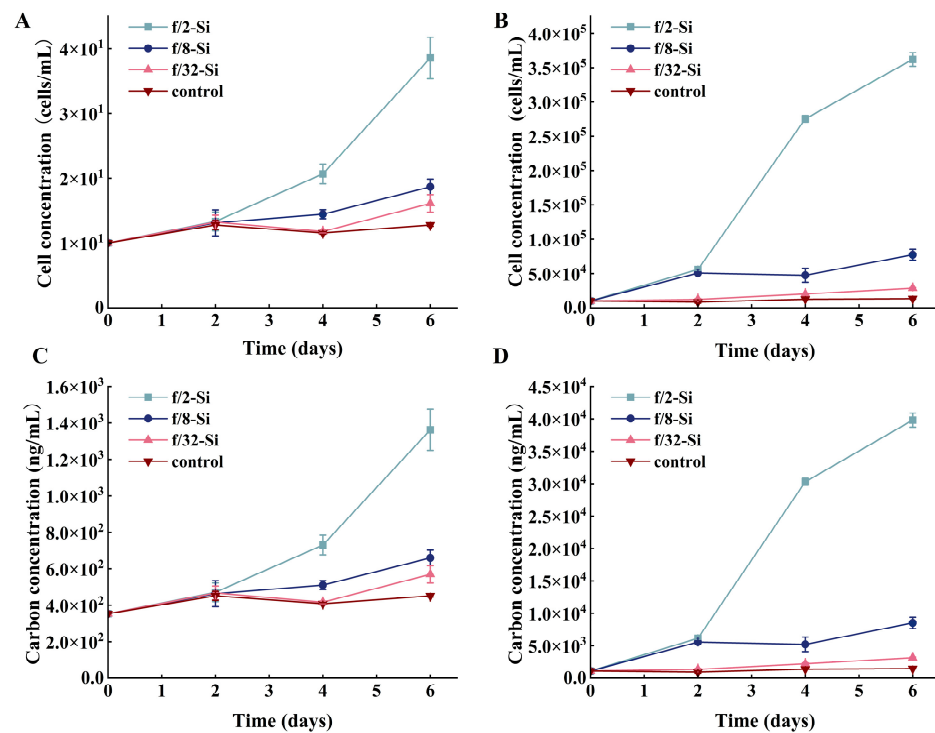 A
f/2-Si
f/8-Si
f/32-Si
control
Cell concentration (cells/mL)
4×10¹
3×10¹
2×10¹
1×10¹
0
0 1 2 3 4 5 6
Time (days)
B
f/2-Si
f/8-Si
f/32-Si
control
Cell concentration (cells/mL)
4.0×10⁵
3.5×10⁵
3.0×10⁵
2.5×10⁵
2.0×10⁵
1.5×10⁵
1.0×10⁵
5.0×10⁴
0.0
0 1 2 3 4 5 6
Time (days)
C
f/2-Si
f/8-Si
f/32-Si
control
Carbon concentration (ng/mL)
1.6×10³
1.4×10³
1.2×10³
1.0×10³
8.0×10²
6.0×10²
4.0×10²
2.0×10²
0.0
0 1 2 3 4 5 6
Time (days)
D
f/2-Si
f/8-Si
f/32-Si
control
Carbon concentration (ng/mL)
4.5×10⁴
4.0×10⁴
3.5×10⁴
3.0×10⁴
2.5×10⁴
2.0×10⁴
1.5×10⁴
1.0×10⁴
5.0×10³
0.0
0 1 2 3 4 5 6
Time (days)